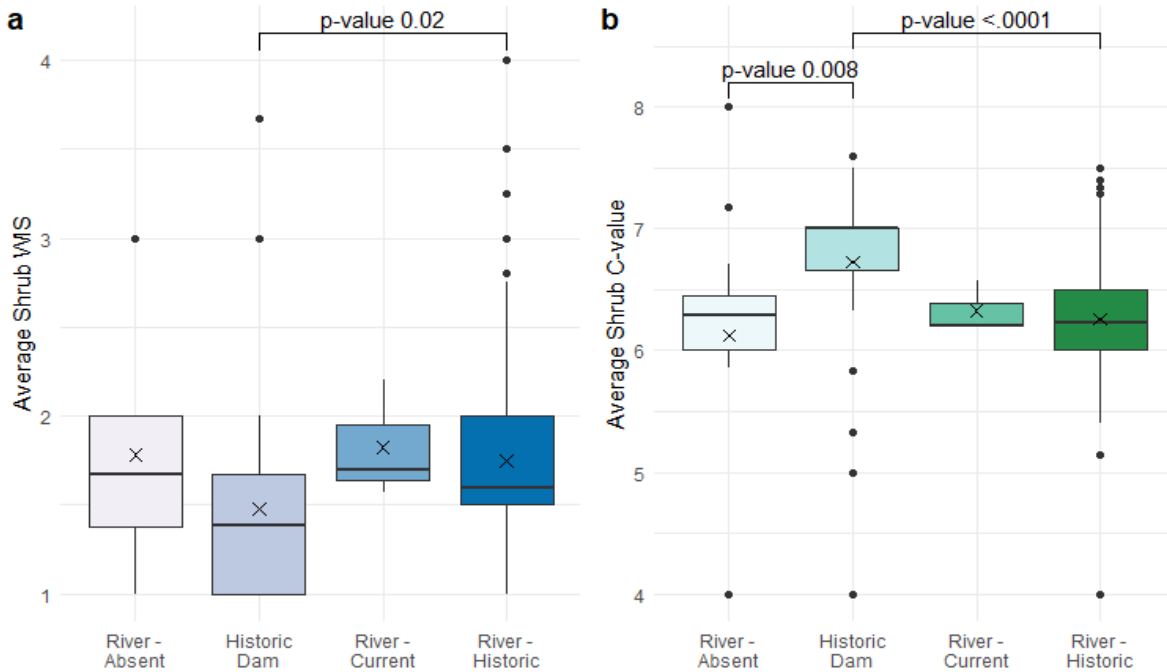 a
p-value 0.02
Average Shrub WIS
4
3
2
1
River -
Absent
Historic
Dam
River -
Current
River -
Historic
b
p-value <.0001
p-value 0.008
Average Shrub C-value
8
7
6
5
4
River -
Absent
Historic
Dam
River -
Current
River -
Historic